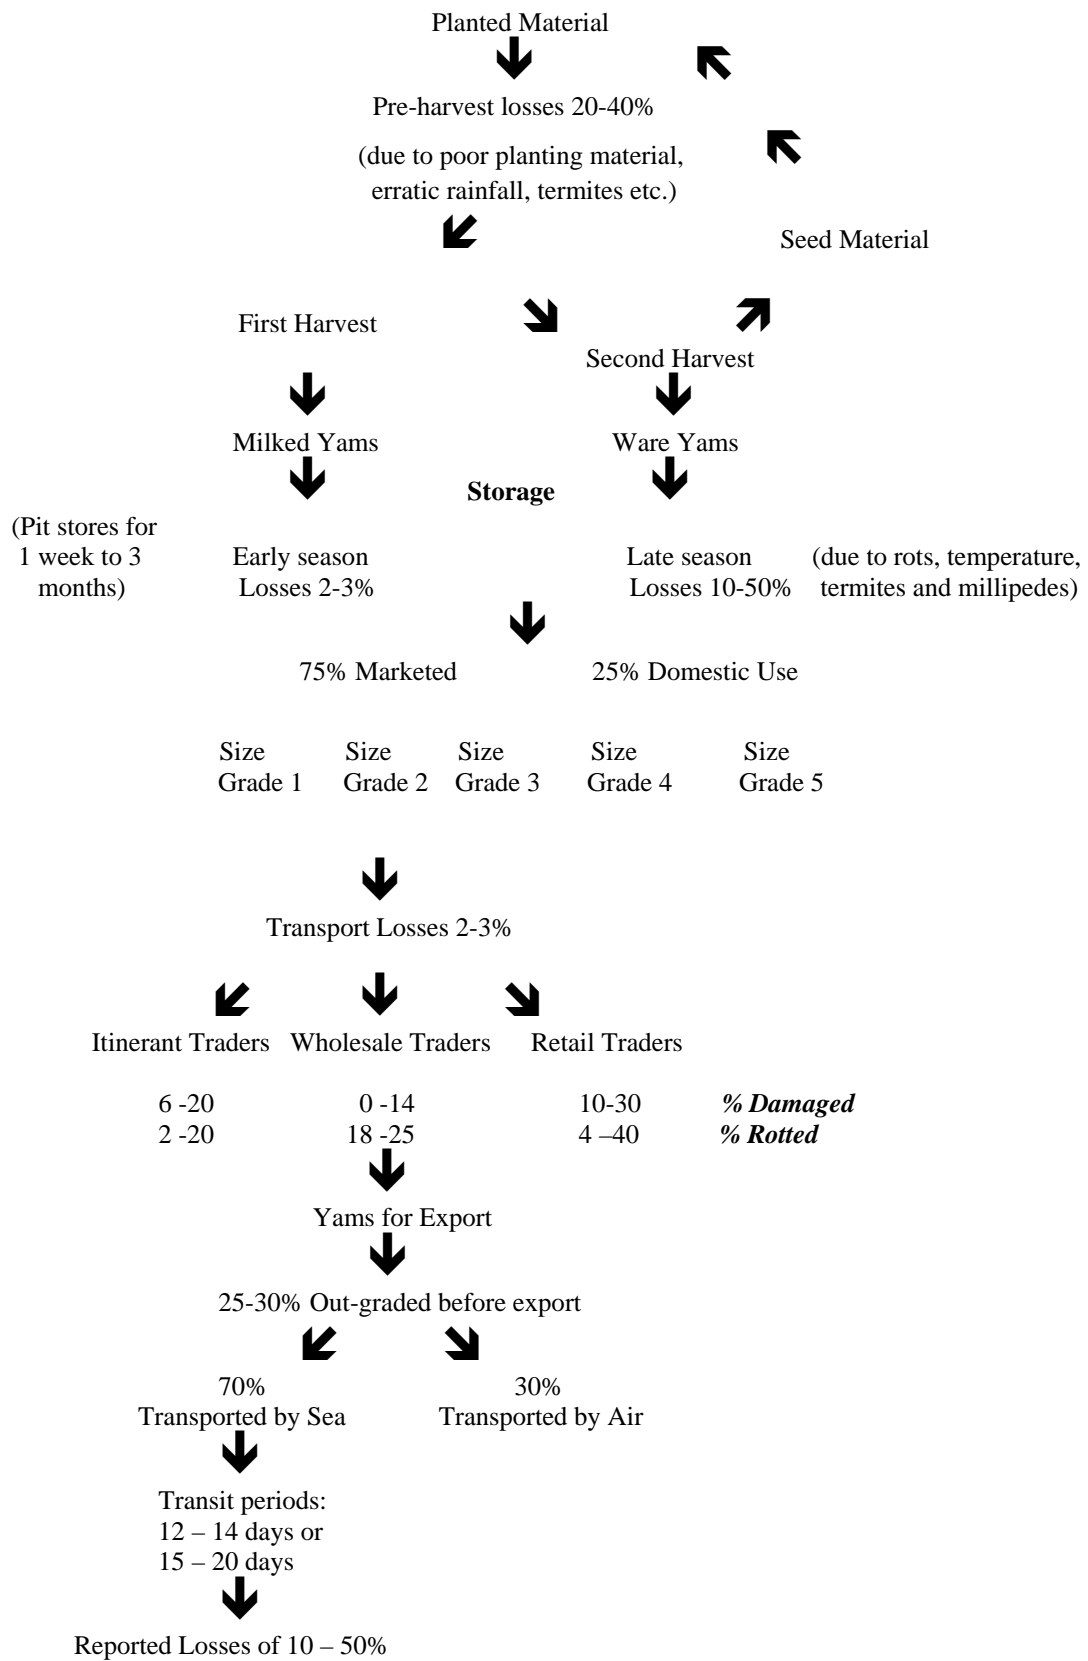 Planted Material
Pre-harvest losses 20-40%
(due to poor planting material,
erratic rainfall, termites etc.)
Seed Material
First Harvest
Second Harvest
Milked Yams
Ware Yams
Storage
(Pit stores for
1 week to 3
months)
Early season
Losses 2-3%
Late season
Losses 10-50%
(due to rots, temperature,
termites and millipedes)
75% Marketed
25% Domestic Use
Size
Grade 1
Size
Grade 2
Size
Grade 3
Size
Grade 4
Size
Grade 5
Transport Losses 2-3%
Itinerant Traders Wholesale Traders Retail Traders
6 -20 0 -14 10-30 % Damaged
2 -20 18 -25 4 –40 % Rotted
Yams for Export
25-30% Out-graded before export
70%
Transported by Sea
30%
Transported by Air
Transit periods:
12 – 14 days or
15 – 20 days
Reported Losses of 10 – 50%